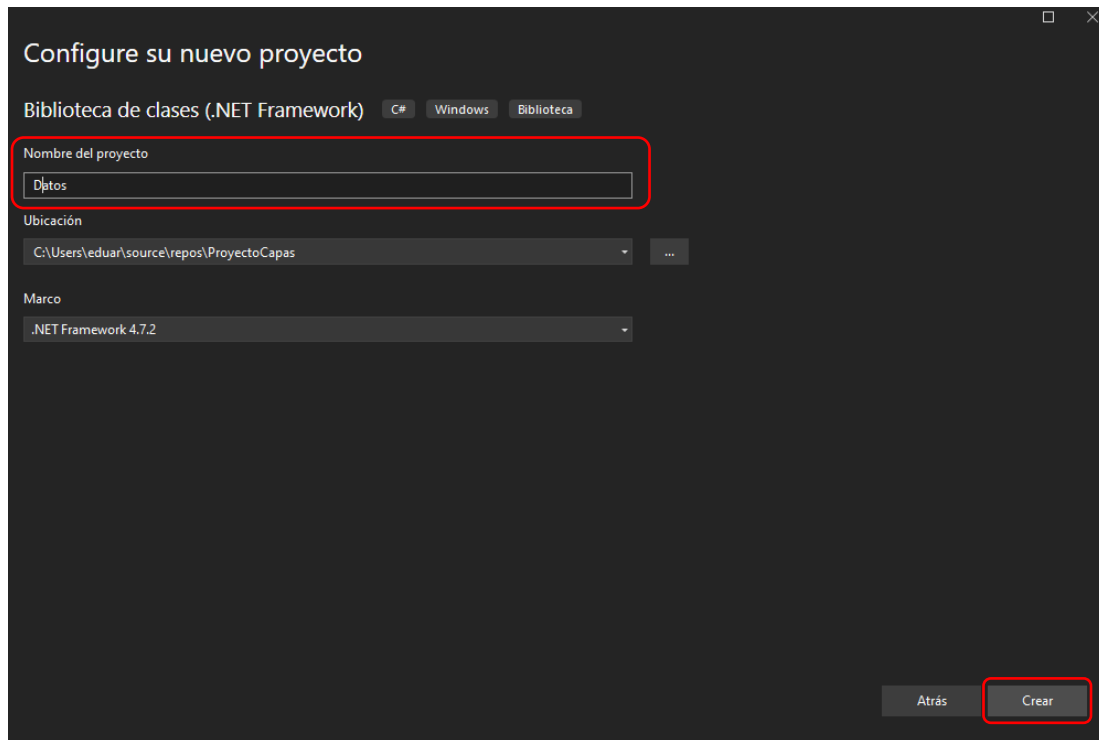 Configure su nuevo proyecto
Biblioteca de clases (.NET Framework) C# Windows Biblioteca
Nombre del proyecto
Datos
Ubicación
C:\Users\eduar\source\repos\ProyectoCapas ...
Marco
.NET Framework 4.7.2
Atrás Crear